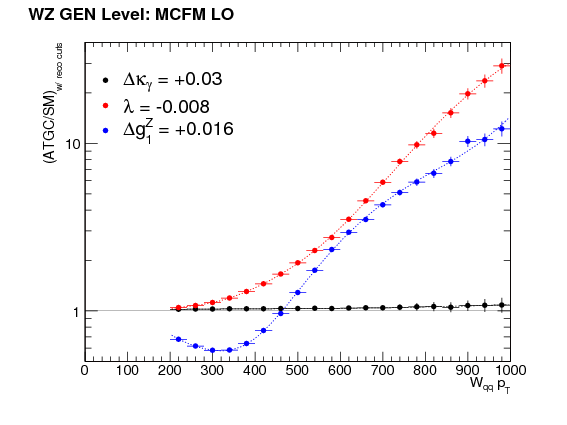 WZ GEN Level: MCFM LO
(ATGC/SM)w/ reco cuts
Δκγ = +0.03
λ = -0.008
Δg1Z = +0.016
10
1
0 100 200 300 400 500 600 700 800 900 1000
Wqq pT